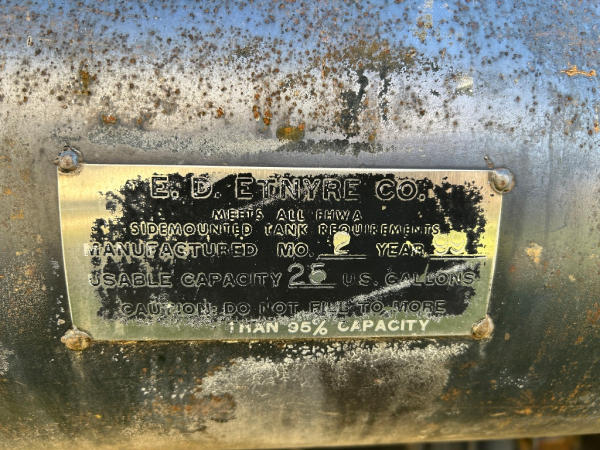 E. D. ETNYRE CO.
MEETS ALL FHWA
SIDEMOUNTED TANK REQUIREMENTS
MANUFACTURED MO. 2 YEAR
USABLE CAPACITY 25 U.S. GALLONS
CAUTION: DO NOT FILL TO MORE
THAN 95% CAPACITY